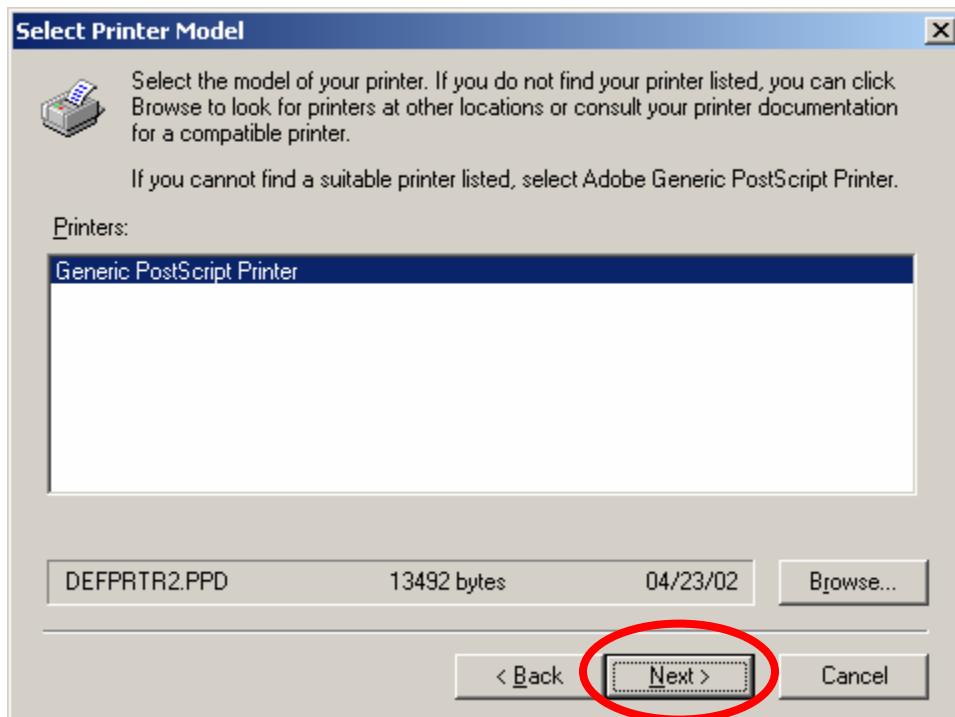 Select Printer Model
Select the model of your printer. If you do not find your printer listed, you can click
Browse to look for printers at other locations or consult your printer documentation
for a compatible printer.
If you cannot find a suitable printer listed, select Adobe Generic PostScript Printer.
Printers:
Generic PostScript Printer
DEFPRTR2.PPD 13492 bytes 04/23/02 Browse...
< Back Next > Cancel